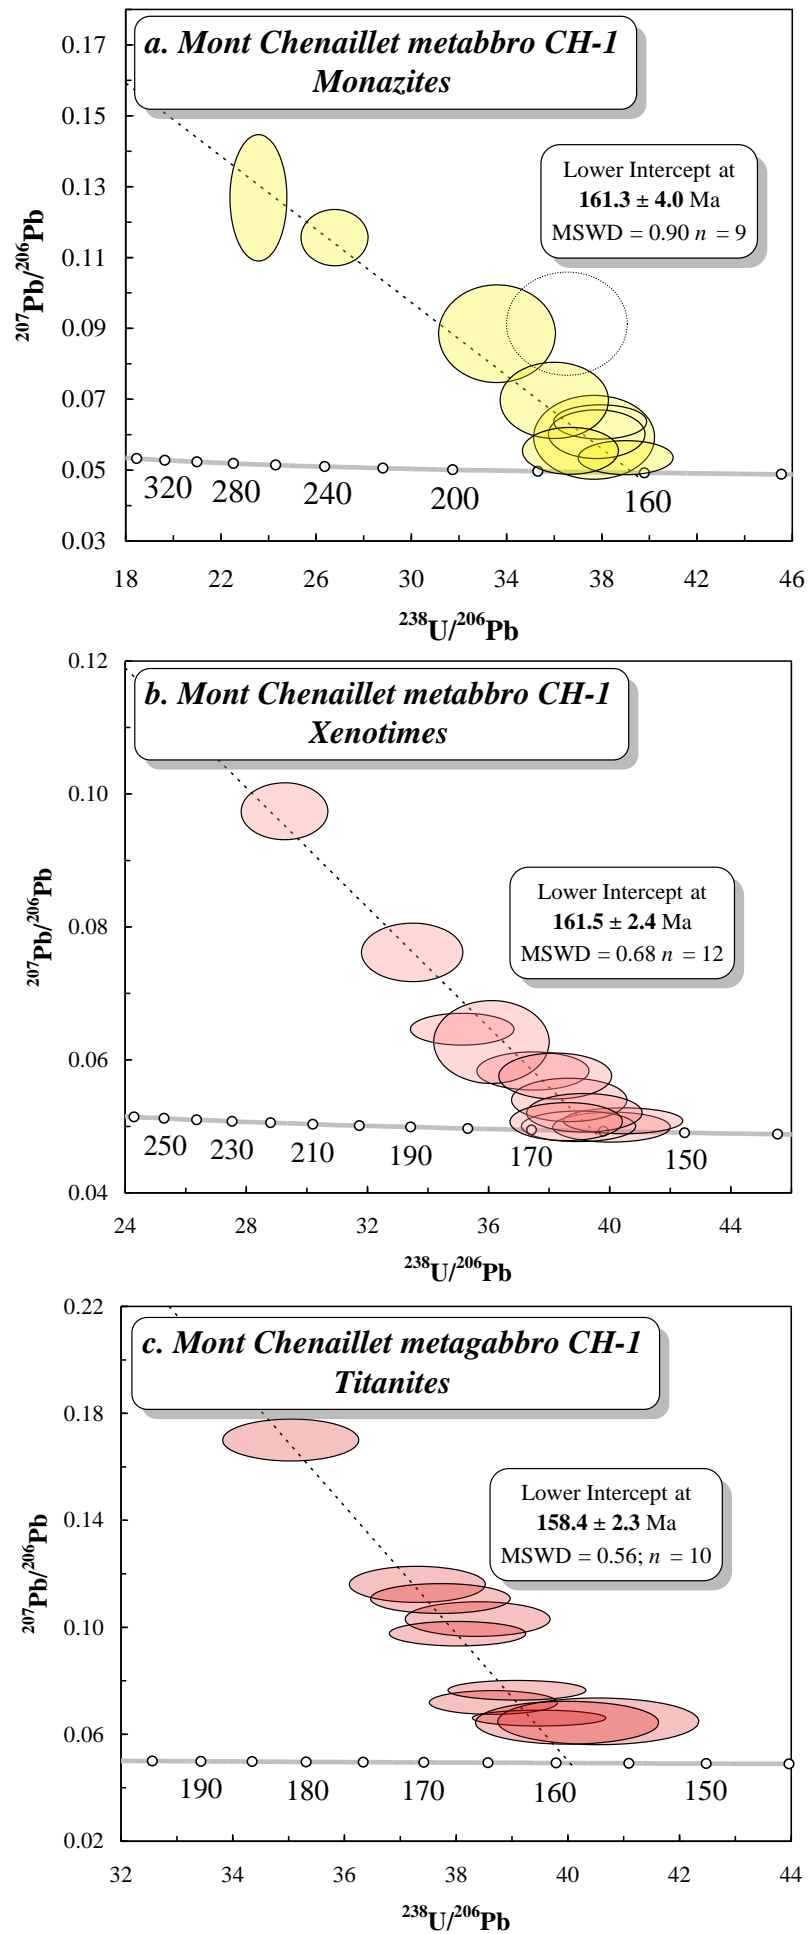 a. Mont Chenaillet metabbro CH-1
Monazites
Lower Intercept at
161.3 ± 4.0 Ma
MSWD = 0.90 n = 9
0.17
0.15
0.13
0.11
0.09
0.07
0.05
0.03
207Pb/206Pb
320 280 240 200 160
18 22 26 30 34 38 42 46
238U/206Pb
b. Mont Chenaillet metabbro CH-1
Xenotimes
Lower Intercept at
161.5 ± 2.4 Ma
MSWD = 0.68 n = 12
0.12
0.10
0.08
0.06
0.04
207Pb/206Pb
250 230 210 190 170 150
24 28 32 36 40 44
238U/206Pb
c. Mont Chenaillet metagabbro CH-1
Titanites
Lower Intercept at
158.4 ± 2.3 Ma
MSWD = 0.56; n = 10
0.22
0.18
0.14
0.10
0.06
0.02
207Pb/206Pb
190 180 170 160 150
32 34 36 38 40 42 44
238U/206Pb